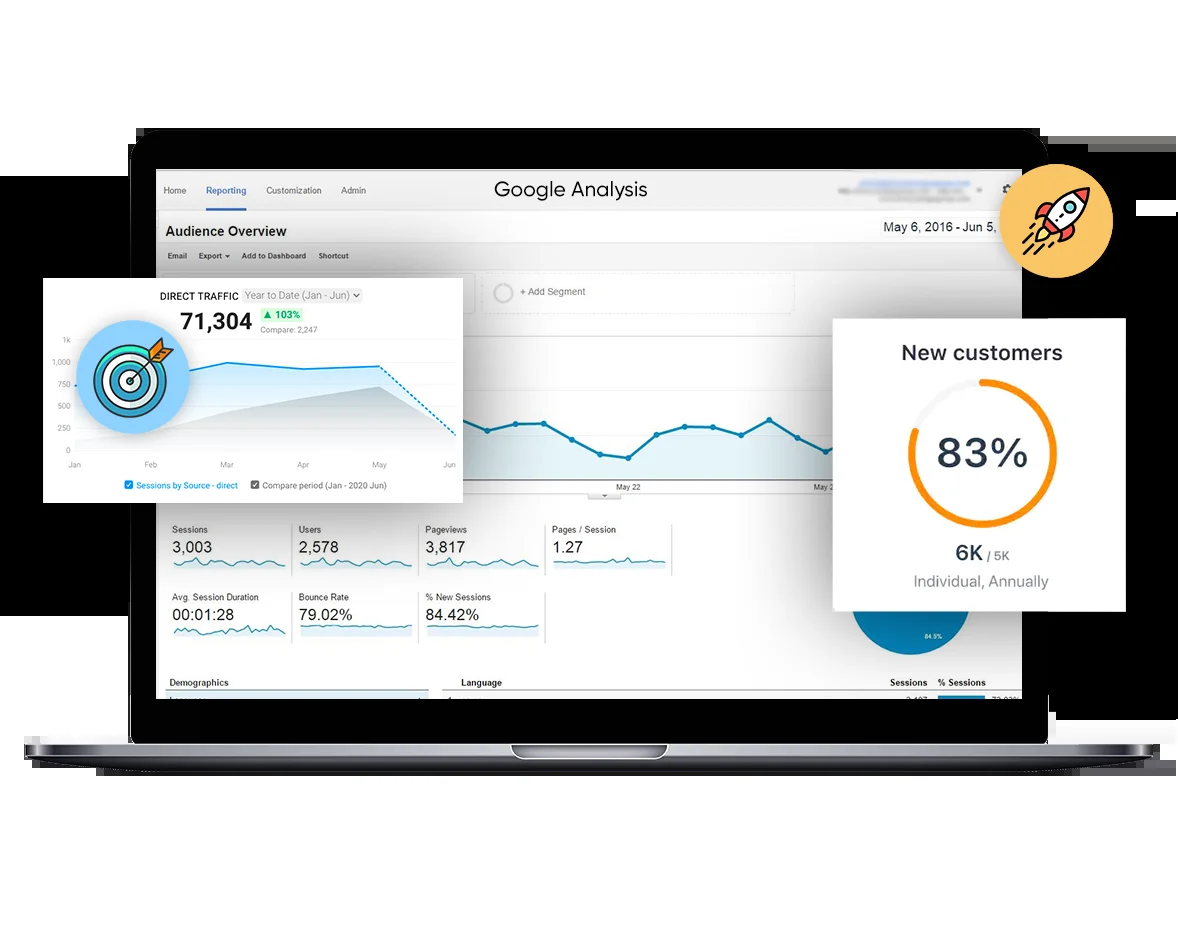 Home Reporting Customization Admin Google Analysis
Audience Overview May 6, 2016 - Jun 5,
Email Export Add to Dashboard Shortcut
+ Add Segment
DIRECT TRAFFIC Year to Date (Jan - Jun)
71,304 ▲ 103%
Compare: 2,247
1k
1,000
750
500
250
0
Jan Feb Mar Apr May Jun
Sessions by Source - direct Compare period (Jan - 2020 Jun)
May 22 May 2
New customers
83%
6K / 5K
Individual, Annually
84.5%
Sessions Users Pageviews Pages / Session
3,003 2,578 3,817 1.27
Avg. Session Duration Bounce Rate % New Sessions
00:01:28 79.02% 84.42%
Demographics Language Sessions % Sessions